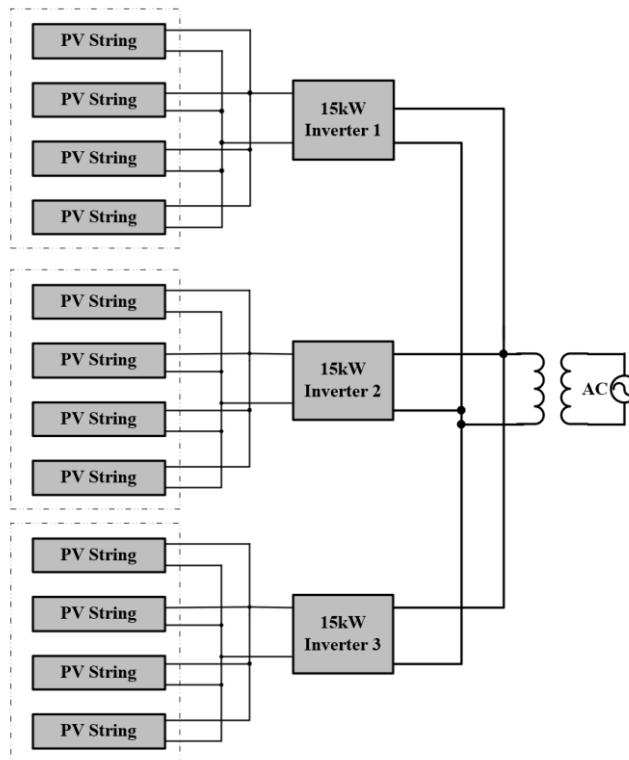 PV String
PV String
PV String
PV String
15kW
Inverter 1
PV String
PV String
PV String
PV String
15kW
Inverter 2
AC
PV String
PV String
PV String
PV String
15kW
Inverter 3